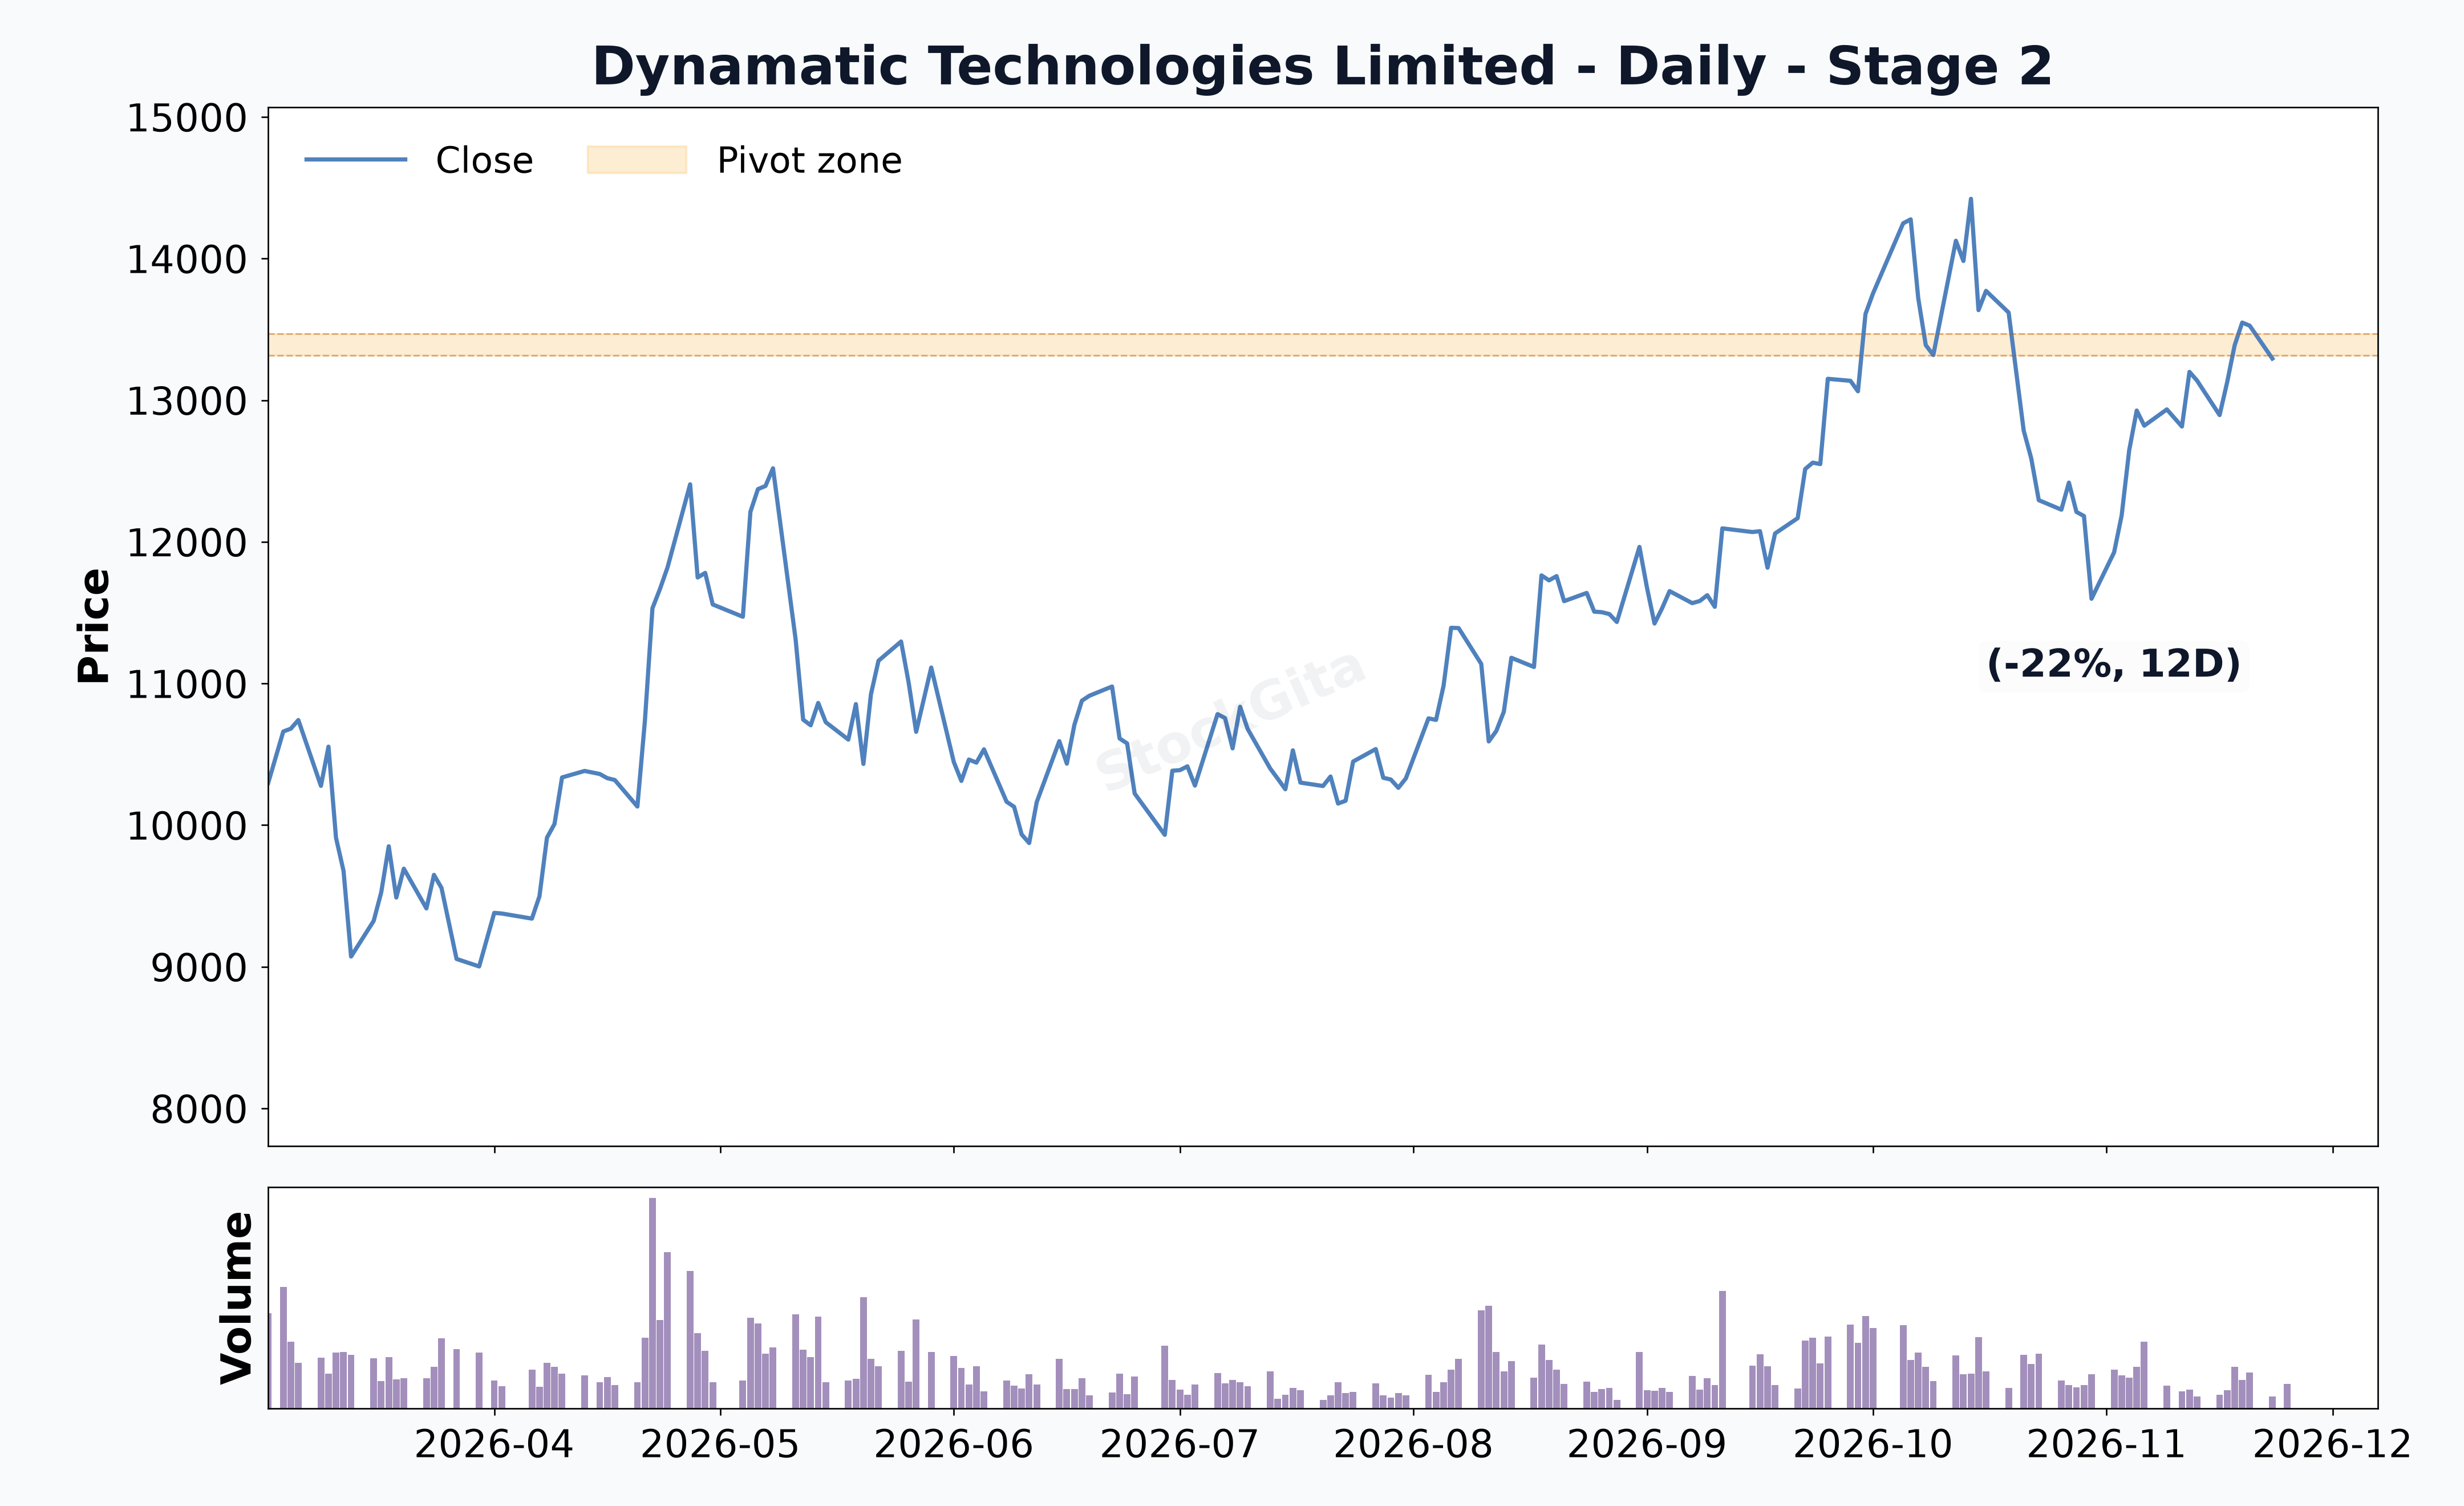 Dynamatic Technologies Limited - Daily - Stage 2
Close
Pivot zone
15000
14000
13000
12000
11000
10000
9000
8000
Price
(-22%, 12D)
StockGita
Volume
2026-04
2026-05
2026-06
2026-07
2026-08
2026-09
2026-10
2026-11
2026-12